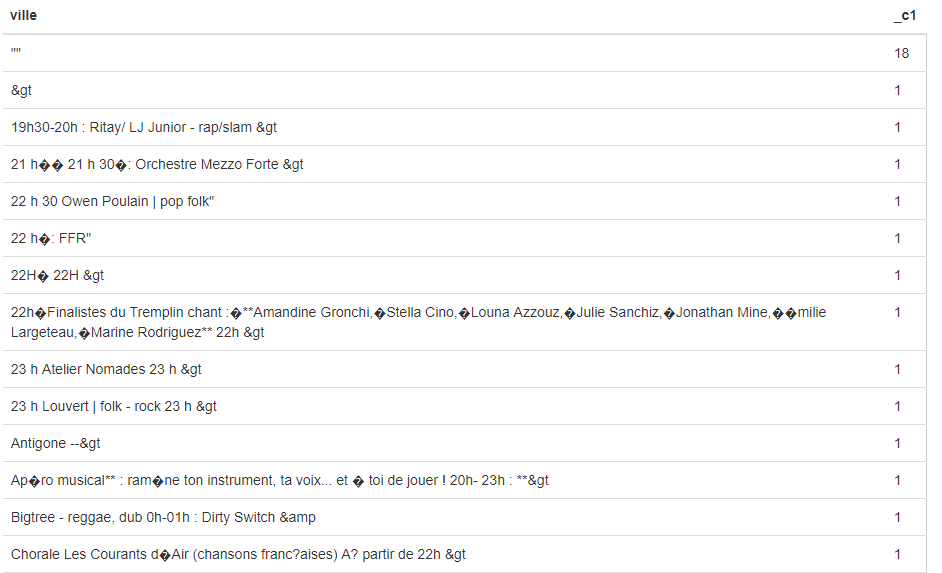 ville _c1
"" 18
&gt 1
19h30-20h : Ritay/ LJ Junior - rap/slam &gt 1
21 h�� 21 h 30�: Orchestre Mezzo Forte &gt 1
22 h 30 Owen Poulain | pop folk" 1
22 h�: FFR" 1
22H� 22H &gt 1
22h�Finalistes du Tremplin chant :�**Amandine Gronchi,�Stella Cino,�Louna Azzouz,�Julie Sanchiz,�Jonathan Mine,��milie 1
Largeteau,�Marine Rodriguez** 22h &gt
23 h Atelier Nomades 23 h &gt 1
23 h Louvert | folk - rock 23 h &gt 1
Antigone --&gt 1
Ap�ro musical** : ram�ne ton instrument, ta voix... et � toi de jouer ! 20h- 23h : **&gt 1
Bigtree - reggae, dub 0h-01h : Dirty Switch &amp 1
Chorale Les Courants d�Air (chansons franc?aises) A? partir de 22h &gt 1